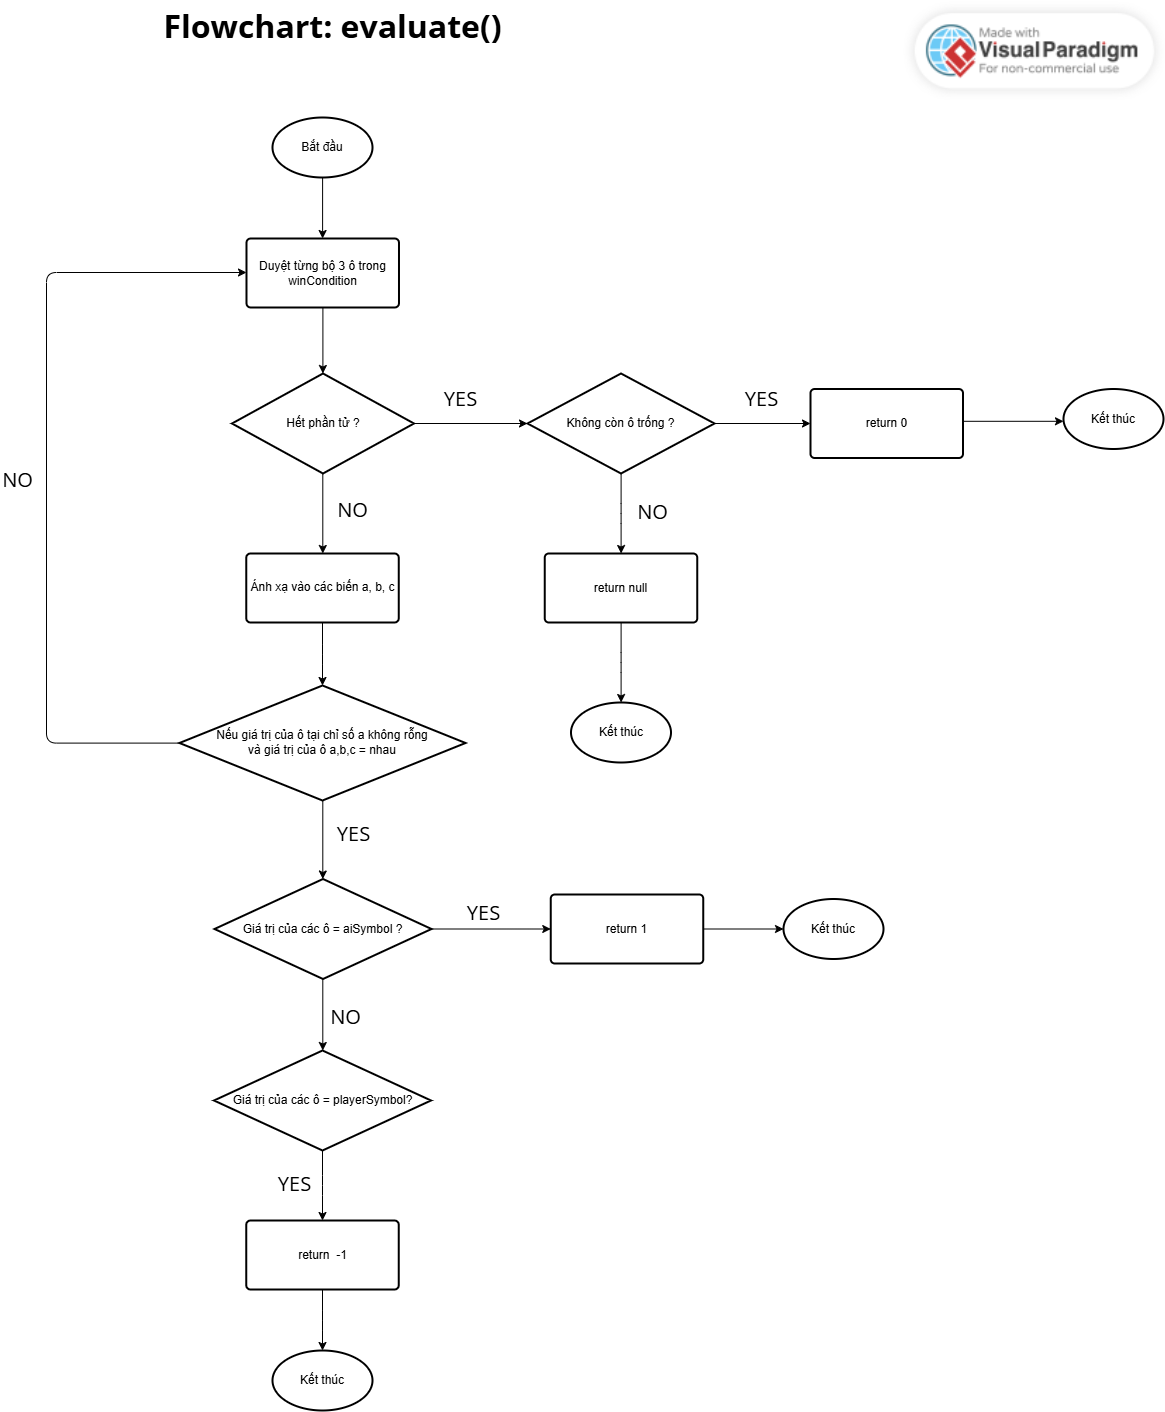 Flowchart: evaluate()
Made with
Visual Paradigm
For non-commercial use
Bắt đầu
Duyệt từng bộ 3 ô trong
winCondition
Hết phần tử ?
YES
Không còn ô trống ?
YES
return 0
Kết thúc
NO
NO
NO
Ánh xạ vào các biến a, b, c
return null
Nếu giá trị của ô tại chỉ số a không rỗng
và giá trị của ô a,b,c = nhau
Kết thúc
YES
Giá trị của các ô = aiSymbol ?
YES
return 1
Kết thúc
NO
Giá trị của các ô = playerSymbol?
YES
return -1
Kết thúc